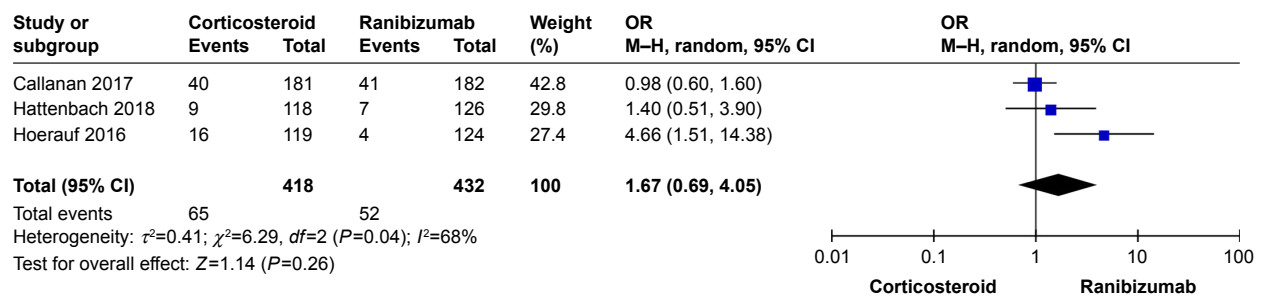 Study or Corticosteroid Ranibizumab Weight OR OR
subgroup Events Total Events Total (%) M–H, random, 95% CI M–H, random, 95% CI
Callanan 2017 40 181 41 182 42.8 0.98 (0.60, 1.60)
Hattenbach 2018 9 118 7 126 29.8 1.40 (0.51, 3.90)
Hoerauf 2016 16 119 4 124 27.4 4.66 (1.51, 14.38)
Total (95% CI) 418 432 100 1.67 (0.69, 4.05)
Total events 65 52
Heterogeneity: τ²=0.41; χ²=6.29, df=2 (P=0.04); I²=68%
Test for overall effect: Z=1.14 (P=0.26)
0.01 0.1 1 10 100
Corticosteroid Ranibizumab